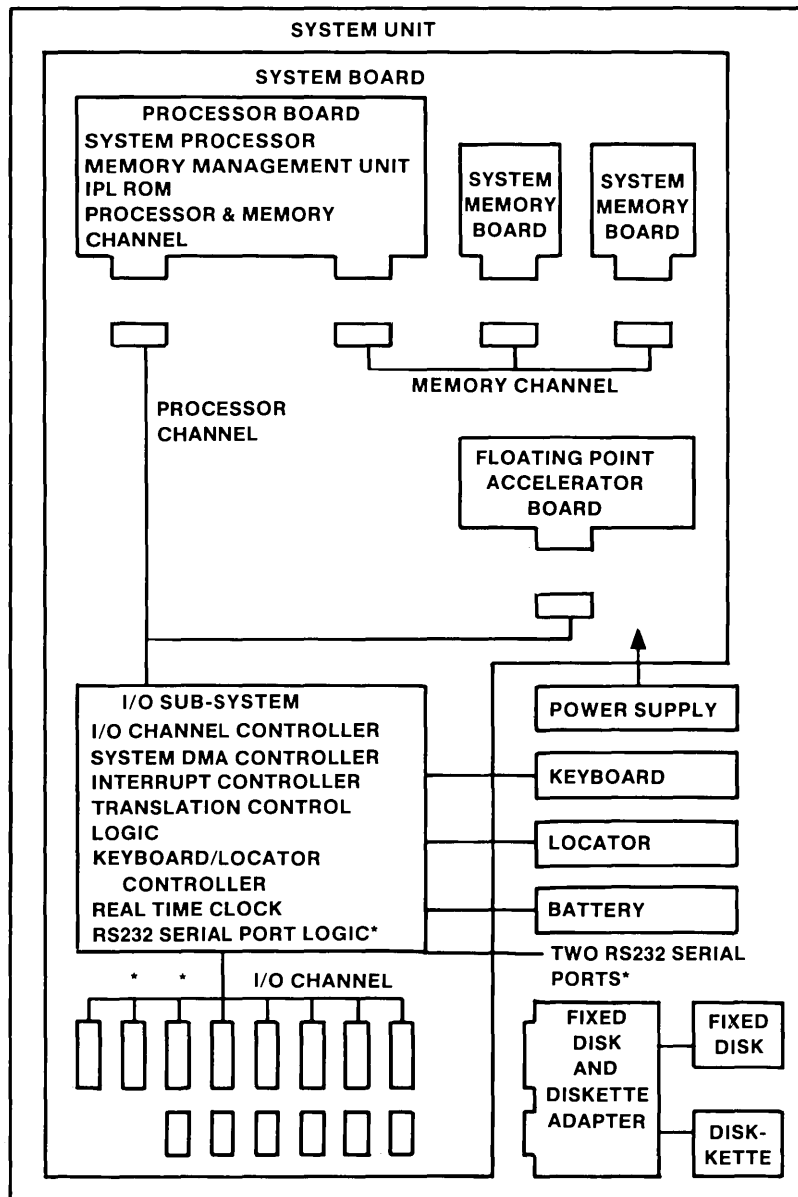 SYSTEM UNIT
SYSTEM BOARD
PROCESSOR BOARD
SYSTEM PROCESSOR
MEMORY MANAGEMENT UNIT
IPL ROM
PROCESSOR & MEMORY
CHANNEL
SYSTEM
MEMORY
BOARD
SYSTEM
MEMORY
BOARD
MEMORY CHANNEL
PROCESSOR
CHANNEL
FLOATING POINT
ACCELERATOR
BOARD
I/O SUB-SYSTEM
I/O CHANNEL CONTROLLER
SYSTEM DMA CONTROLLER
INTERRUPT CONTROLLER
TRANSLATION CONTROL
LOGIC
KEYBOARD/LOCATOR
CONTROLLER
REAL TIME CLOCK
RS232 SERIAL PORT LOGIC*
POWER SUPPLY
KEYBOARD
LOCATOR
BATTERY
TWO RS232 SERIAL
PORTS*
* * I/O CHANNEL
FIXED
DISK
AND
DISKETTE
ADAPTER
FIXED
DISK
DISK-
KETTE